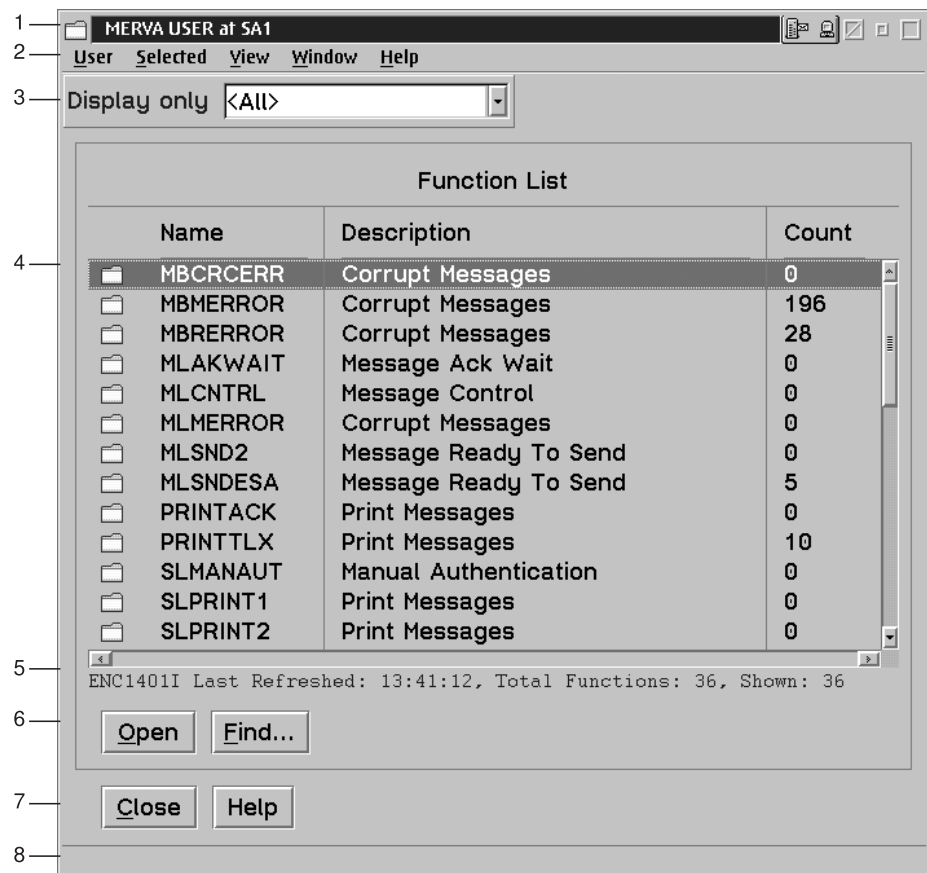 1 MERVA USER at SA1
2 User Selected View Window Help
3 Display only <All>
Function List
Name Description Count
4 MBCRCERR Corrupt Messages 0
MBMERROR Corrupt Messages 196
MBRERROR Corrupt Messages 28
MLAKWAIT Message Ack Wait 0
MLCNTRL Message Control 0
MLMERROR Corrupt Messages 0
MLSND2 Message Ready To Send 0
MLSNDESA Message Ready To Send 5
PRINTACK Print Messages 0
PRINTTLX Print Messages 10
SLMANAUT Manual Authentication 0
SLPRINT1 Print Messages 0
SLPRINT2 Print Messages 0
5 ENC1401I Last Refreshed: 13:41:12, Total Functions: 36, Shown: 36
6 Open Find...
7 Close Help
8